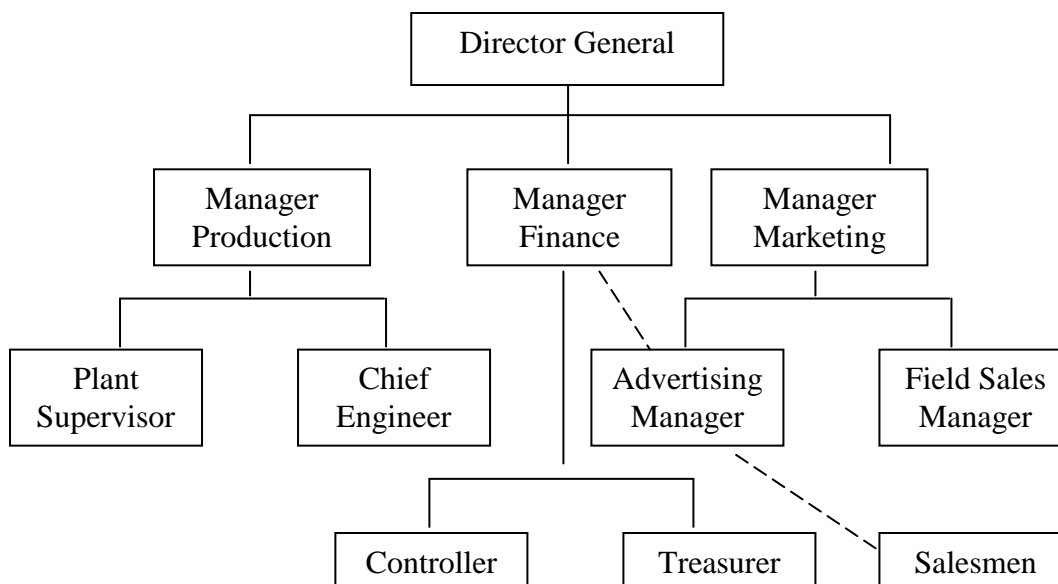 Director General
Manager
Production
Manager
Finance
Manager
Marketing
Plant
Supervisor
Chief
Engineer
Advertising
Manager
Field Sales
Manager
Controller
Treasurer
Salesmen